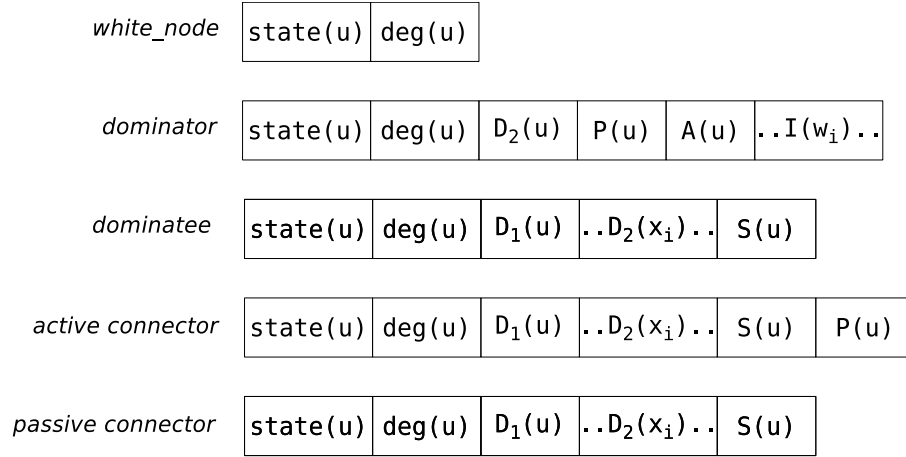 white_node state(u) deg(u)
dominator state(u) deg(u) D₂(u) P(u) A(u) ..I(wᵢ)..
dominatee state(u) deg(u) D₁(u) ..D₂(xᵢ).. S(u)
active connector state(u) deg(u) D₁(u) ..D₂(xᵢ).. S(u) P(u)
passive connector state(u) deg(u) D₁(u) ..D₂(xᵢ).. S(u)